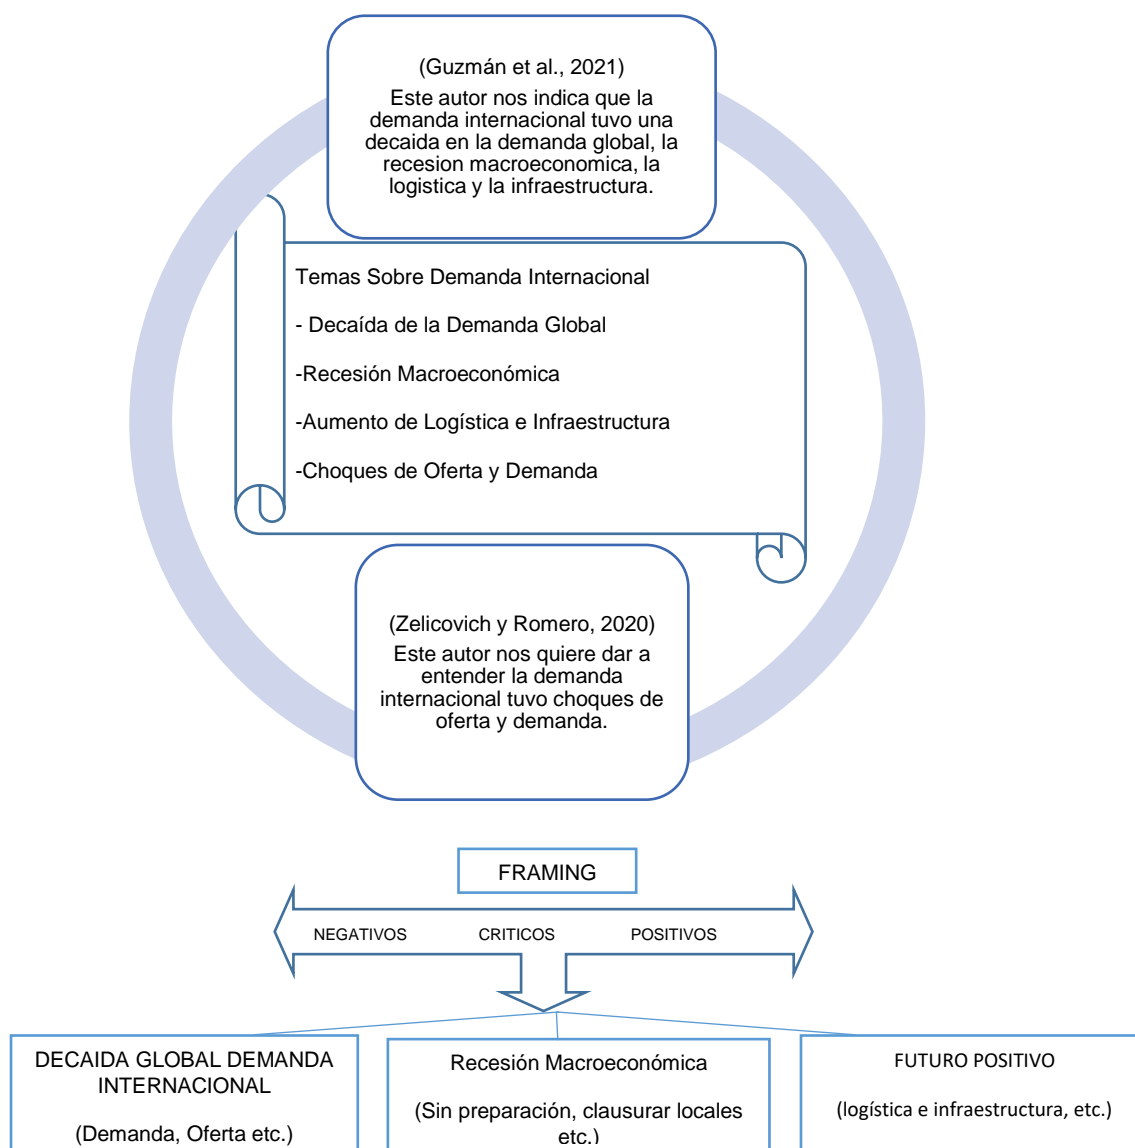 (Guzmán et al., 2021)
Este autor nos indica que la
demanda internacional tuvo una
decaida en la demanda global, la
recesion macroeconomica, la
logistica y la infraestructura.
Temas Sobre Demanda Internacional
- Decaída de la Demanda Global
-Recesión Macroeconómica
-Aumento de Logística e Infraestructura
-Choques de Oferta y Demanda
(Zelicovich y Romero, 2020)
Este autor nos quiere dar a
entender la demanda
internacional tuvo choques de
oferta y demanda.
FRAMING
NEGATIVOS CRITICOS POSITIVOS
DECAIDA GLOBAL DEMANDA
INTERNACIONAL
(Demanda, Oferta etc.)
Recesión Macroeconómica
(Sin preparación, clausurar locales
etc.)
FUTURO POSITIVO
(logística e infraestructura, etc.)